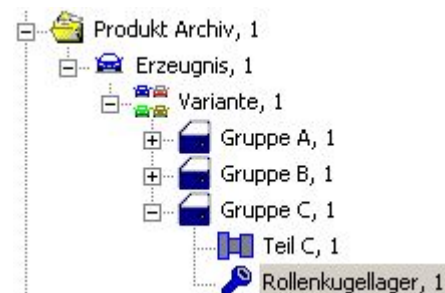 Produkt Archiv, 1
Erzeugnis, 1
Variante, 1
Gruppe A, 1
Gruppe B, 1
Gruppe C, 1
Teil C, 1
Rollenkugellager, 1